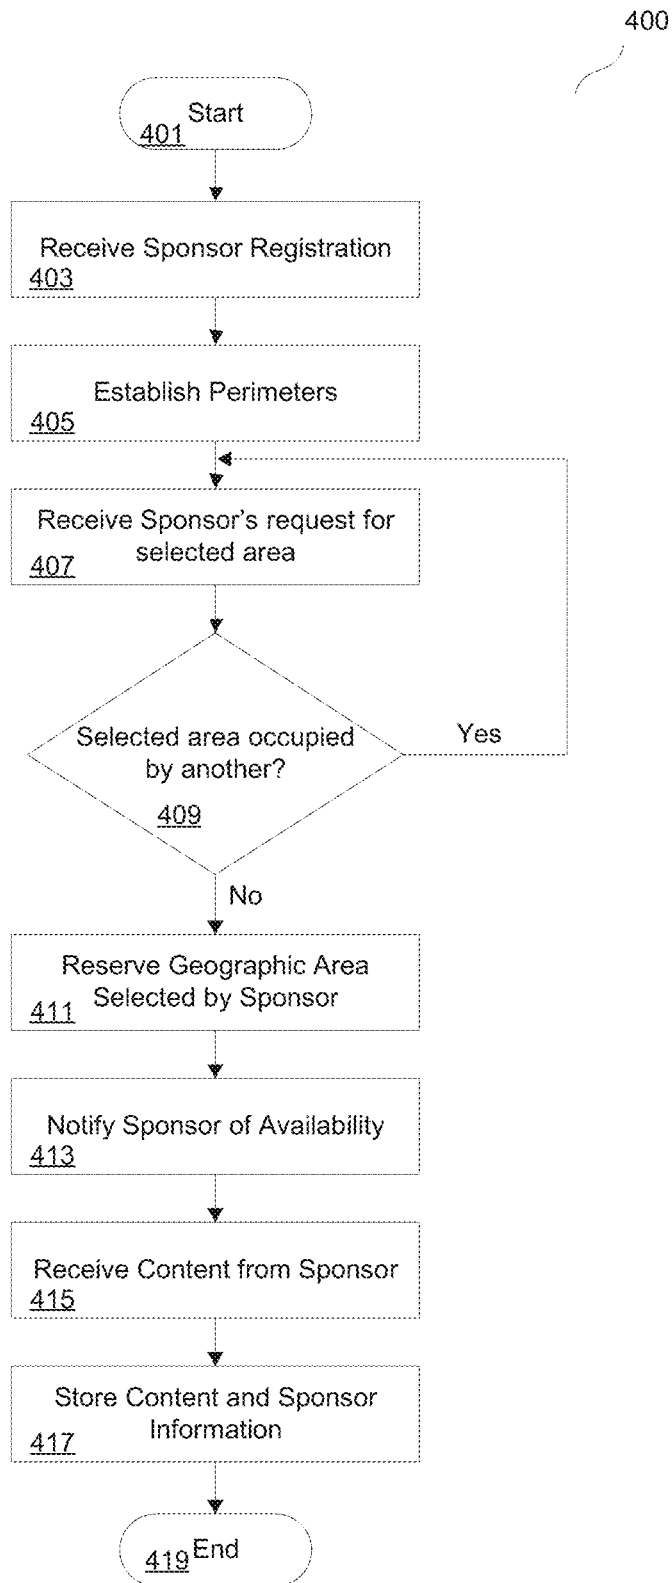 400
Start
401
Receive Sponsor Registration
403
Establish Perimeters
405
Receive Sponsor's request for
selected area
407
Selected area occupied
by another?
409
Yes
No
Reserve Geographic Area
Selected by Sponsor
411
Notify Sponsor of Availability
413
Receive Content from Sponsor
415
Store Content and Sponsor
Information
417
419 End